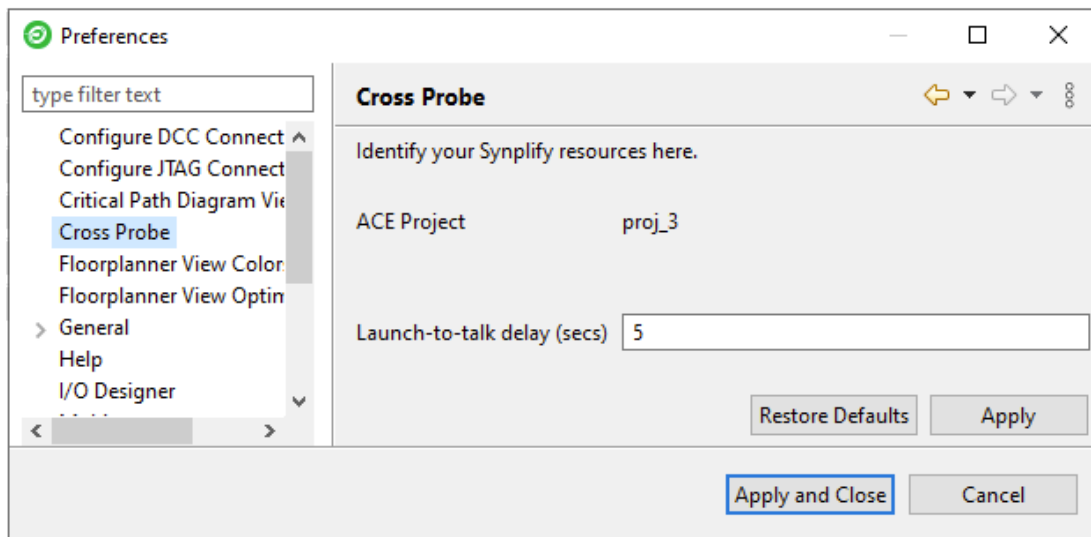 Preferences
type filter text
Configure DCC Connect
Configure JTAG Connect
Critical Path Diagram Vie
Cross Probe
Floorplanner View Color
Floorplanner View Optim
General
Help
I/O Designer
Cross Probe
Identify your Synplify resources here.
ACE Project proj_3
Launch-to-talk delay (secs) 5
Restore Defaults Apply
Apply and Close Cancel